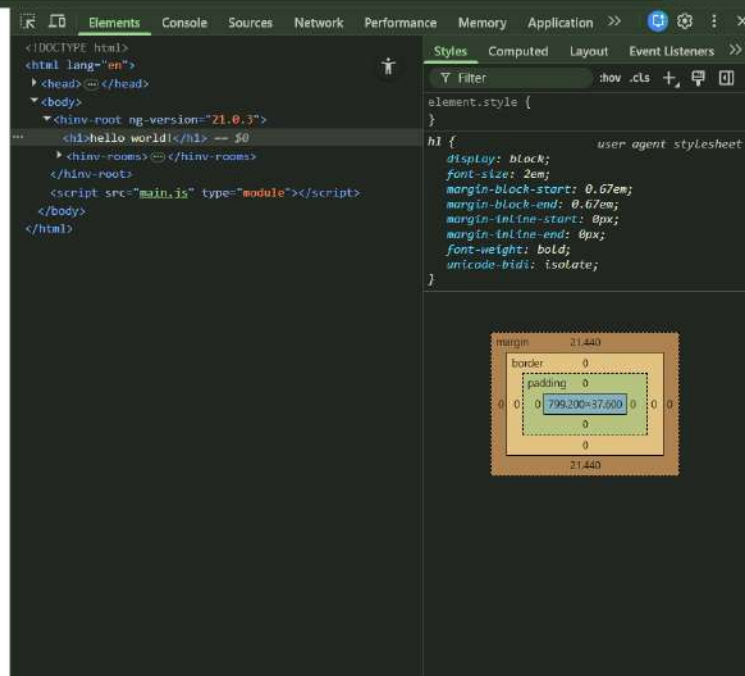 Elements Console Sources Network Performance Memory Application
<!DOCTYPE html>
<html lang="en">
<head> </head>
<body>
<hinv-root ng-version="21.0.3">
<h1>hello world!</h1> == $0
<hinv-rooms> </hinv-rooms>
</hinv-root>
<script src="main.js" type="module"></script>
</body>
</html>
Styles Computed Layout Event Listeners
Filter :hov .cls
element.style {
}
h1 { user agent stylesheet
display: block;
font-size: 2em;
margin-block-start: 0.67em;
margin-block-end: 0.67em;
margin-inline-start: 0px;
margin-inline-end: 0px;
font-weight: bold;
unicode-bidi: isolate;
}
margin 21.440
border 0
padding 0
0 0 0 799.200×37.600 0 0 0
0
0
21.440